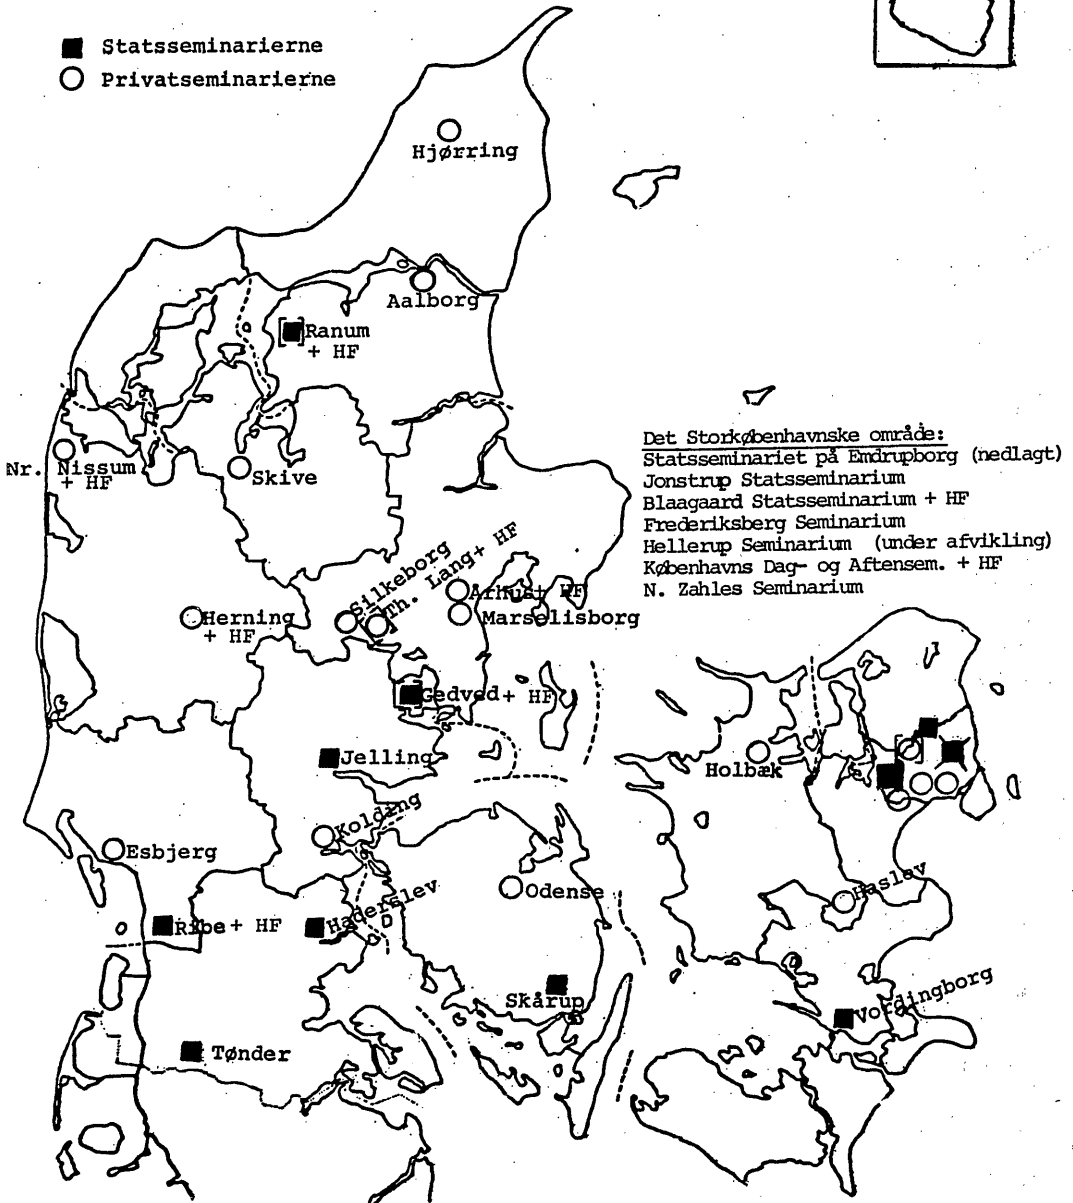 Statsseminarierne
Privatseminarierne
Hjørring
Aalborg
Ranum
+ HF
Det Storkøbenhavnske område:
Statsseminariet på Emdrupborg (nedlagt)
Jonstrup Statsseminarium
Blaagaard Statsseminarium + HF
Frederiksberg Seminarium
Hellerup Seminarium (under afvikling)
Københavns Dag- og Aftensem. + HF
N. Zahles Seminarium
Nr. Nissum
+ HF
Skive
Silkeborg
Th. Lang+ HF
Århus+ HF
Marselisborg
Herning
+ HF
Gedved+ HF
Jelling
Holbæk
Kolding
Esbjerg
Odense
Haslev
Ribe+ HF
Haderslev
Skårup
Vordingborg
Tønder